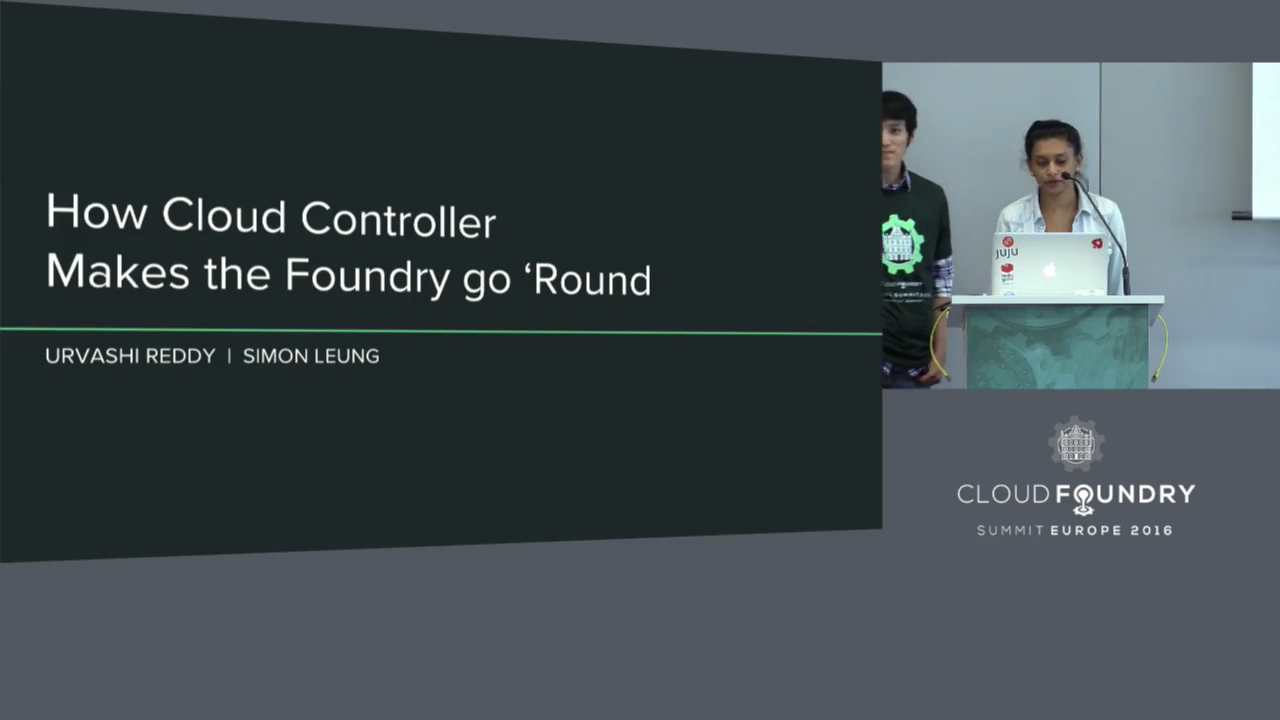 How Cloud Controller
Makes the Foundry go ‘Round
URVASHI REDDY | SIMON LEUNG
juju
CLOUD FOUNDRY
SUMMIT EUROPE 2016